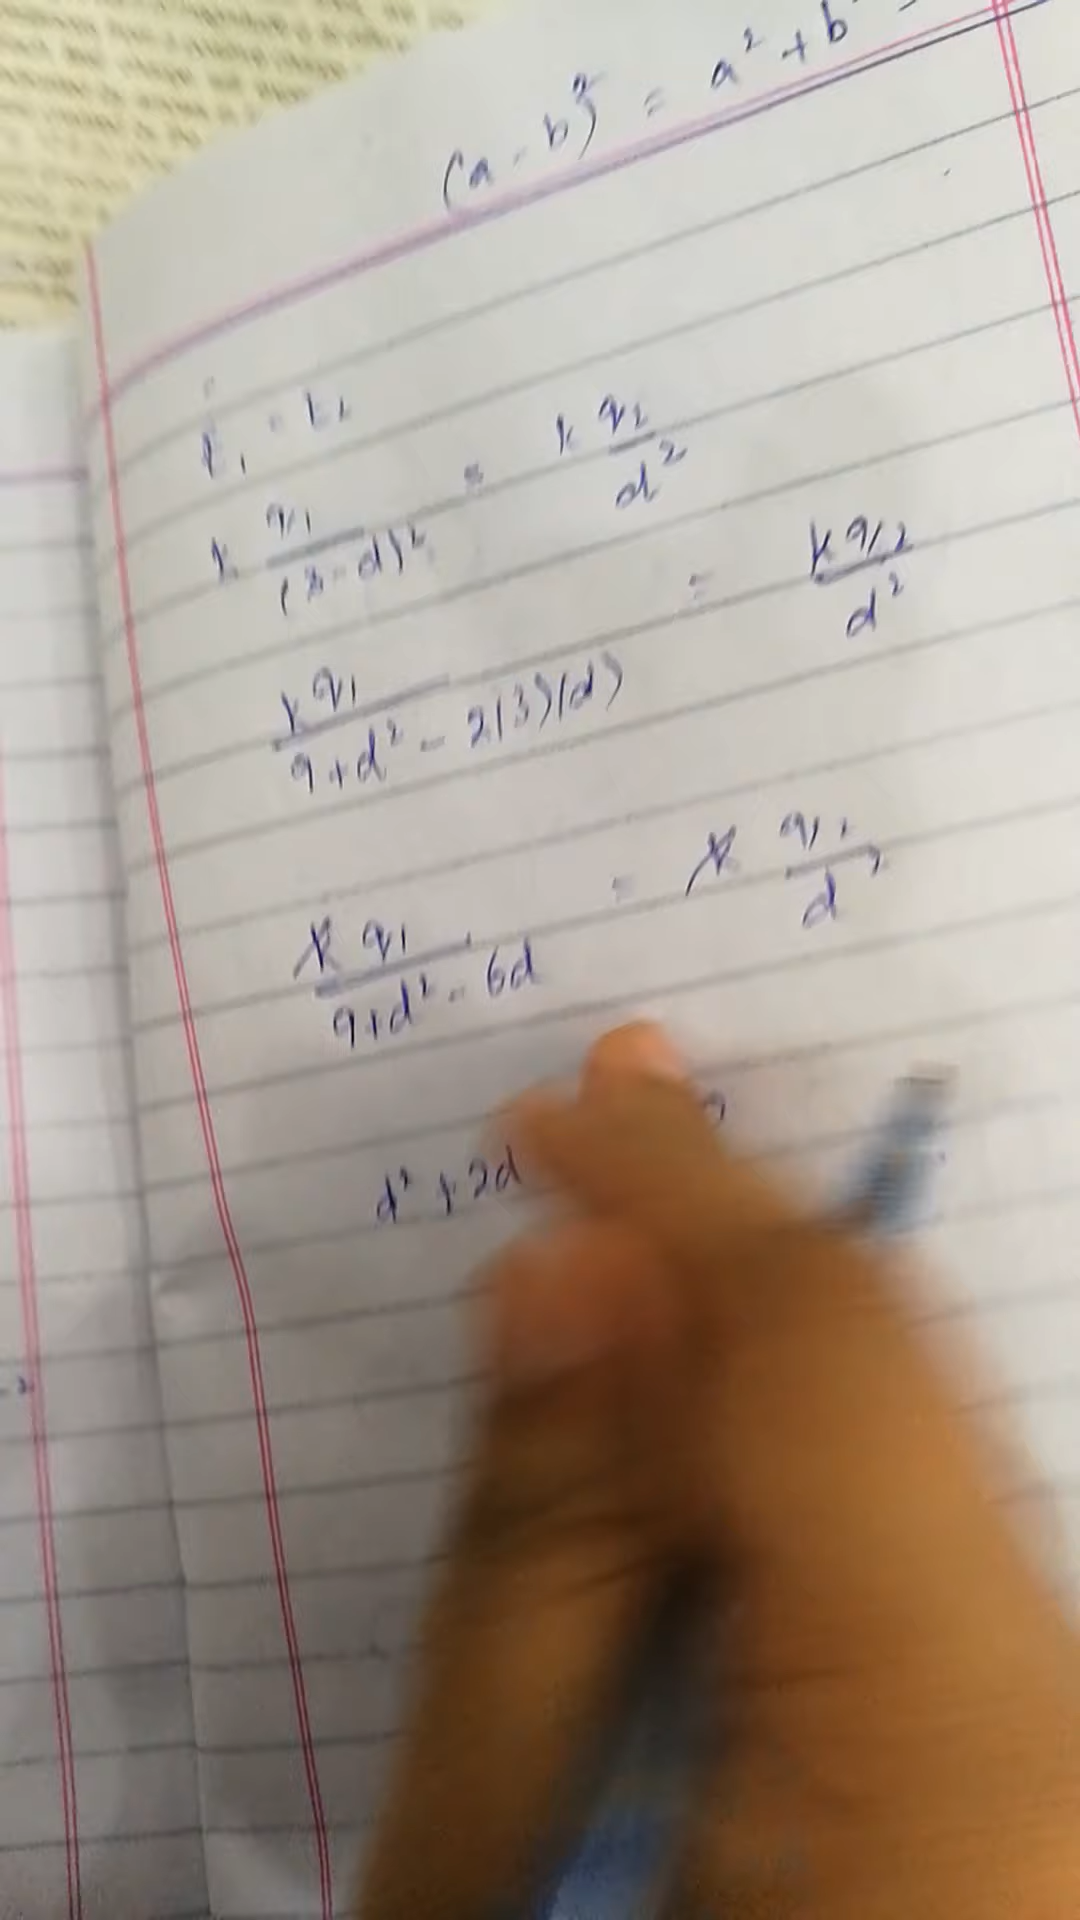 (a - b)² = a² + b
E₁ = E₂
k q₁/(3-d)² = k q₂/d²
k q₁/(9+d² - 2(3)(d)) = k q₂/d²
k q₁/(9+d² - 6d) = k q₂/d²
d² + 2d